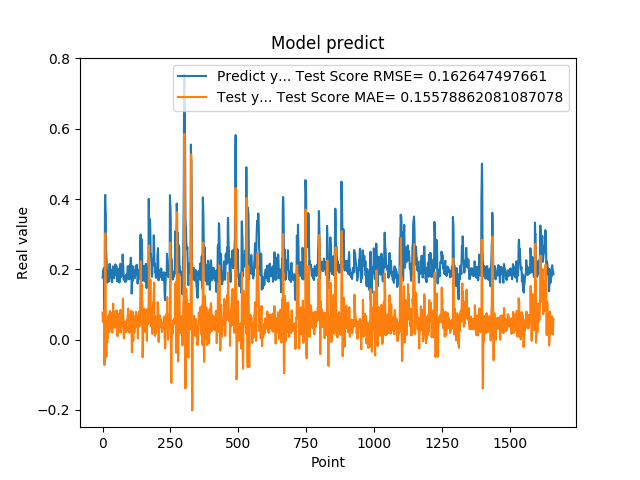 Model predict
Predict y... Test Score RMSE= 0.162647497661
Test y... Test Score MAE= 0.15578862081087078
0.8
0.6
0.4
0.2
0.0
−0.2
Real value
0 250 500 750 1000 1250 1500
Point